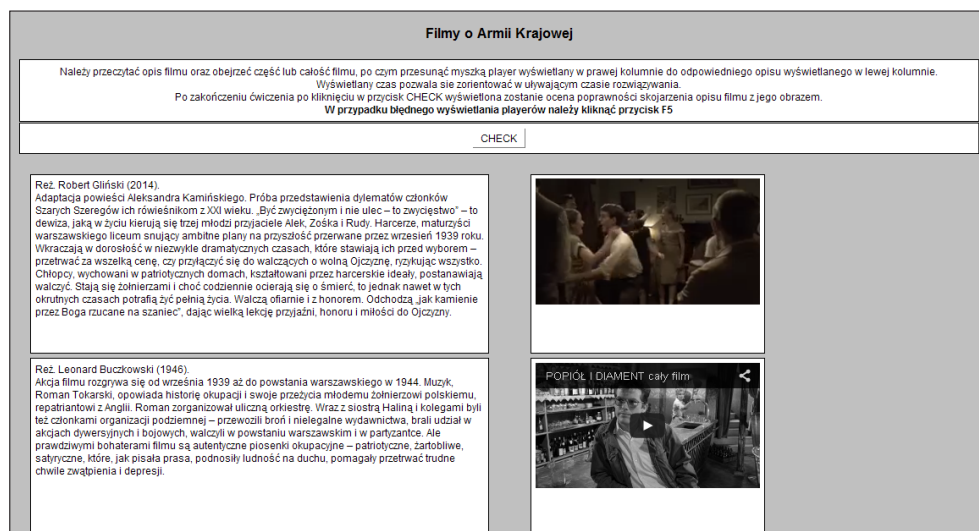 Filmy o Armii Krajowej
Należy przeczytać opis filmu oraz obejrzeć część lub całość filmu, po czym przesunąć myszką player wyświetlany w prawej kolumnie do odpowiedniego opisu wyświetlanego w lewej kolumnie.
Wyświetlany czas pozwala sie zorientować w uływającym czasie rozwiązywania.
Po zakończeniu ćwiczenia po kliknięciu w przycisk CHECK wyświetlona zostanie ocena poprawności skojarzenia opisu filmu z jego obrazem.
W przypadku błędnego wyświetlania playerów należy kliknąć przycisk F5
CHECK
Reż. Robert Gliński (2014).
Adaptacja powieści Aleksandra Kamińskiego. Próba przedstawienia dylematów członków
Szarych Szeregów ich rówieśnikom z XXI wieku. „Być zwyciężonym i nie ulec – to zwycięstwo” – to
dewiza, jaką w życiu kierują się trzej młodzi przyjaciele Alek, Zośka i Rudy. Harcerze, maturzyści
warszawskiego liceum snujący ambitne plany na przyszłość przerwane przez wrzesień 1939 roku.
Wkraczają w dorosłość w niezwykle dramatycznych czasach, które stawiają ich przed wyborem –
przetrwać za wszelką cenę, czy przyłączyć się do walczących o wolną Ojczyznę, ryzykując wszystko.
Chłopcy, wychowani w patriotycznych domach, kształtowani przez harcerskie ideały, postanawiają
walczyć. Stają się żołnierzami i choć codziennie ocierają się o śmierć, to jednak nawet w tych
okrutnych czasach potrafią żyć pełnią życia. Walczą ofiarnie i z honorem. Odchodzą „jak kamienie
przez Boga rzucane na szaniec”, dając wielką lekcję przyjaźni, honoru i miłości do Ojczyzny.
Reż. Leonard Buczkowski (1946).
Akcja filmu rozgrywa się od września 1939 aż do powstania warszawskiego w 1944. Muzyk,
Roman Tokarski, opowiada historię okupacji i swoje przeżycia młodemu żołnierzowi polskiemu,
repatriantowi z Anglii. Roman zorganizował uliczną orkiestrę. Wraz z siostrą Haliną i kolegami byli
też członkami organizacji podziemnej – przewozili broń i nielegalne wydawnictwa, brali udział w
akcjach dywersyjnych i bojowych, walczyli w powstaniu warszawskim i w partyzantce. Ale
prawdziwymi bohaterami filmu są autentyczne piosenki okupacyjne – patriotyczne, żartobliwe,
satyryczne, które, jak pisała prasa, podnosiły ludność na duchu, pomagały przetrwać trudne
chwile zwątpienia i depresji.
POPIÓŁ I DIAMENT cały film